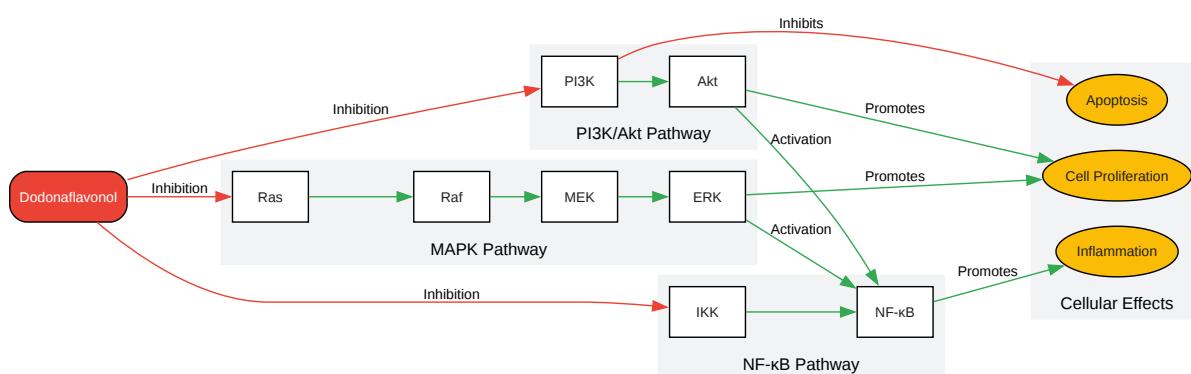 Inhibits
PI3K
Akt
Apoptosis
Inhibition
Promotes
PI3K/Akt Pathway
Activation
Cell Proliferation
Dodonaflavonol
Inhibition
Ras
Raf
MEK
ERK
Promotes
MAPK Pathway
Activation
Inflammation
Inhibition
Promotes
IKK
NF-κB
Cellular Effects
NF-κB Pathway